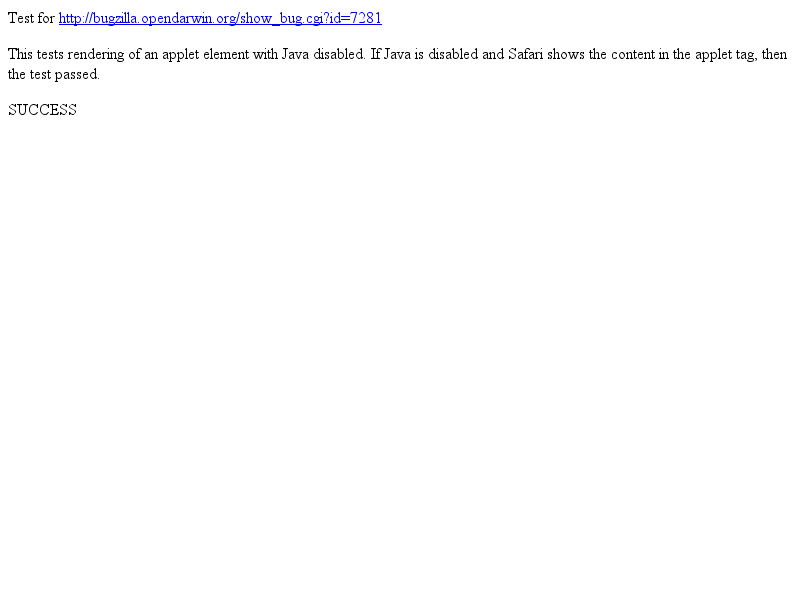 Test for http://bugzilla.opendarwin.org/show_bug.cgi?id=7281
This tests rendering of an applet element with Java disabled. If Java is disabled and Safari shows the content in the applet tag, then
the test passed.
SUCCESS